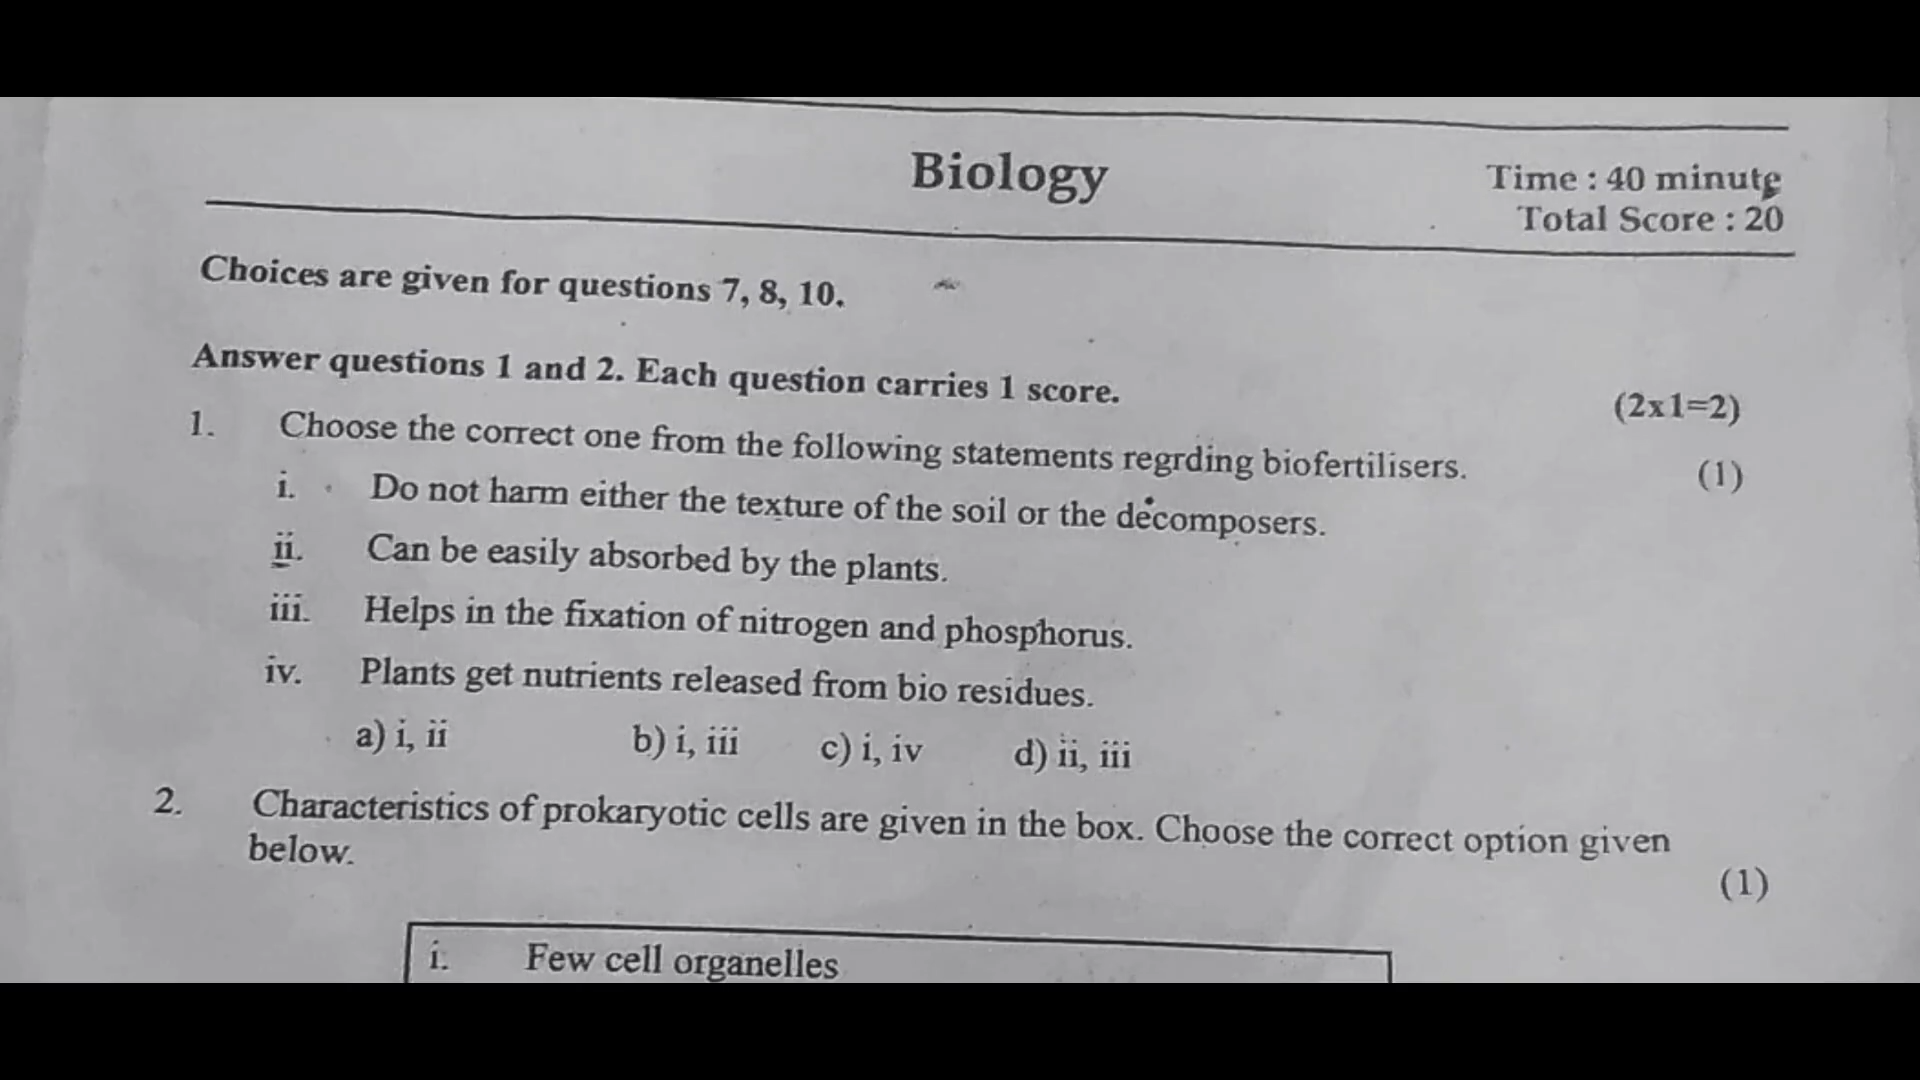 Biology
Time : 40 minute
Total Score : 20
Choices are given for questions 7, 8, 10.
Answer questions 1 and 2. Each question carries 1 score.
(2x1=2)
1. Choose the correct one from the following statements regrding biofertilisers. (1)
i. Do not harm either the texture of the soil or the decomposers.
ii. Can be easily absorbed by the plants.
iii. Helps in the fixation of nitrogen and phosphorus.
iv. Plants get nutrients released from bio residues.
a) i, ii b) i, iii c) i, iv d) ii, iii
2. Characteristics of prokaryotic cells are given in the box. Choose the correct option given
below. (1)
i. Few cell organelles